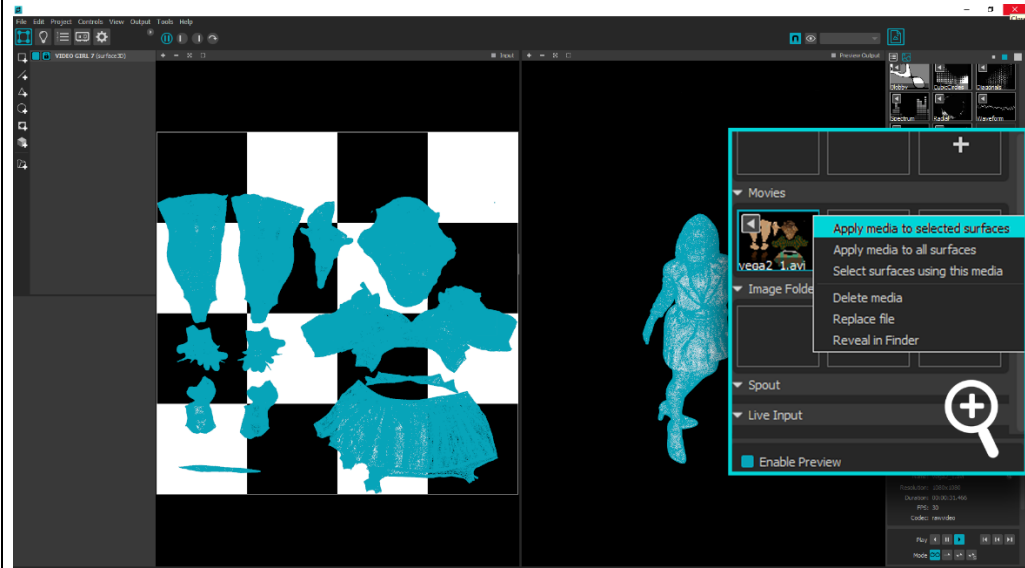 File Edit Project Controls View Output Tools Help
VIDEO GIRL 7 (surface3D)
Input
Preview Output
Blobby CubicCircles Diagonals
Spectrum Radial Waveform
Movies
vega2_1.avi
Apply media to selected surfaces
Apply media to all surfaces
Select surfaces using this media
Delete media
Replace file
Reveal in Finder
Image Folde
Spout
Live Input
Enable Preview
Resolution: 1080x1080
Duration: 00:00:31.466
FPS: 30
Codec: rawvideo
Play
Mode